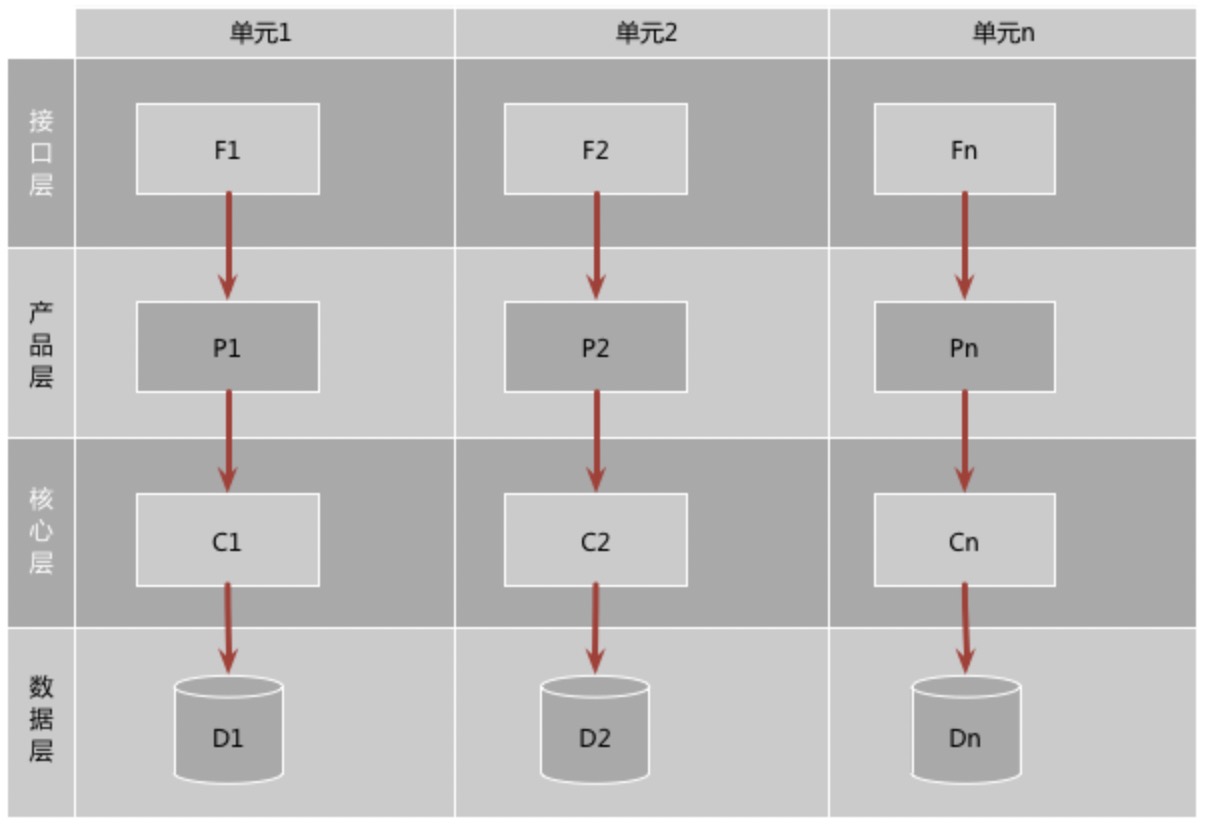 单元1 单元2 单元n
接口层 F1 F2 Fn
产品层 P1 P2 Pn
核心层 C1 C2 Cn
数据层 D1 D2 Dn